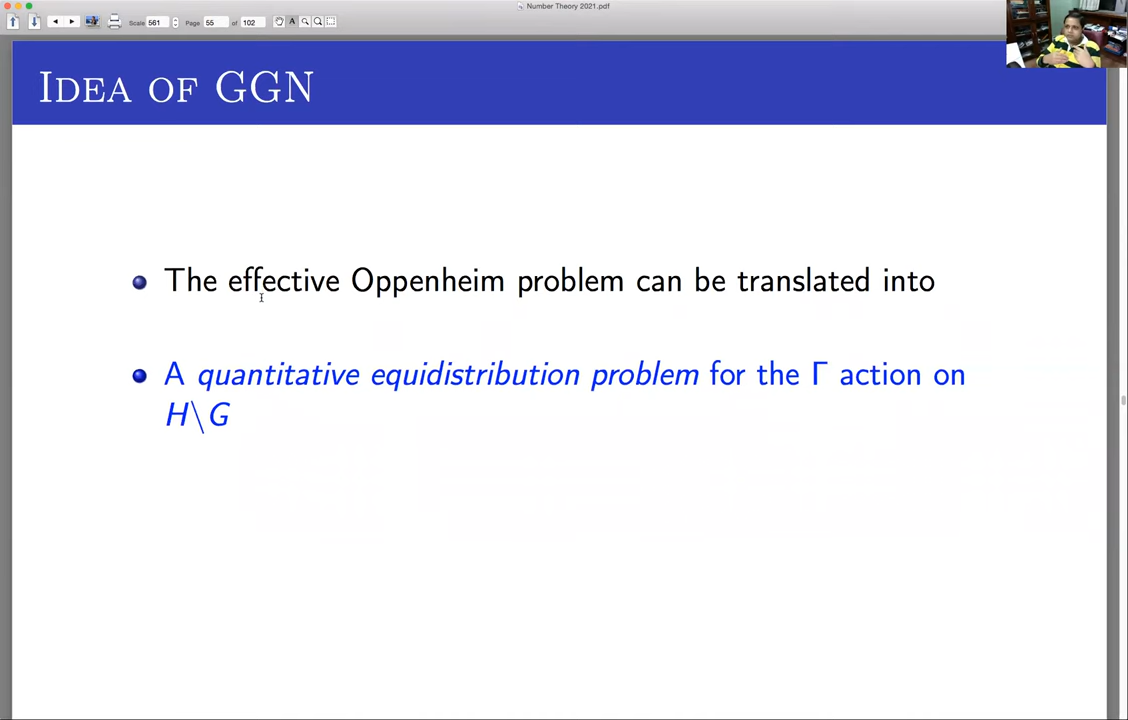 Number Theory 2021.pdf
Scale 561 Page 55 of 102
IDEA OF GGN
The effective Oppenheim problem can be translated into
A quantitative equidistribution problem for the Γ action on
H\G